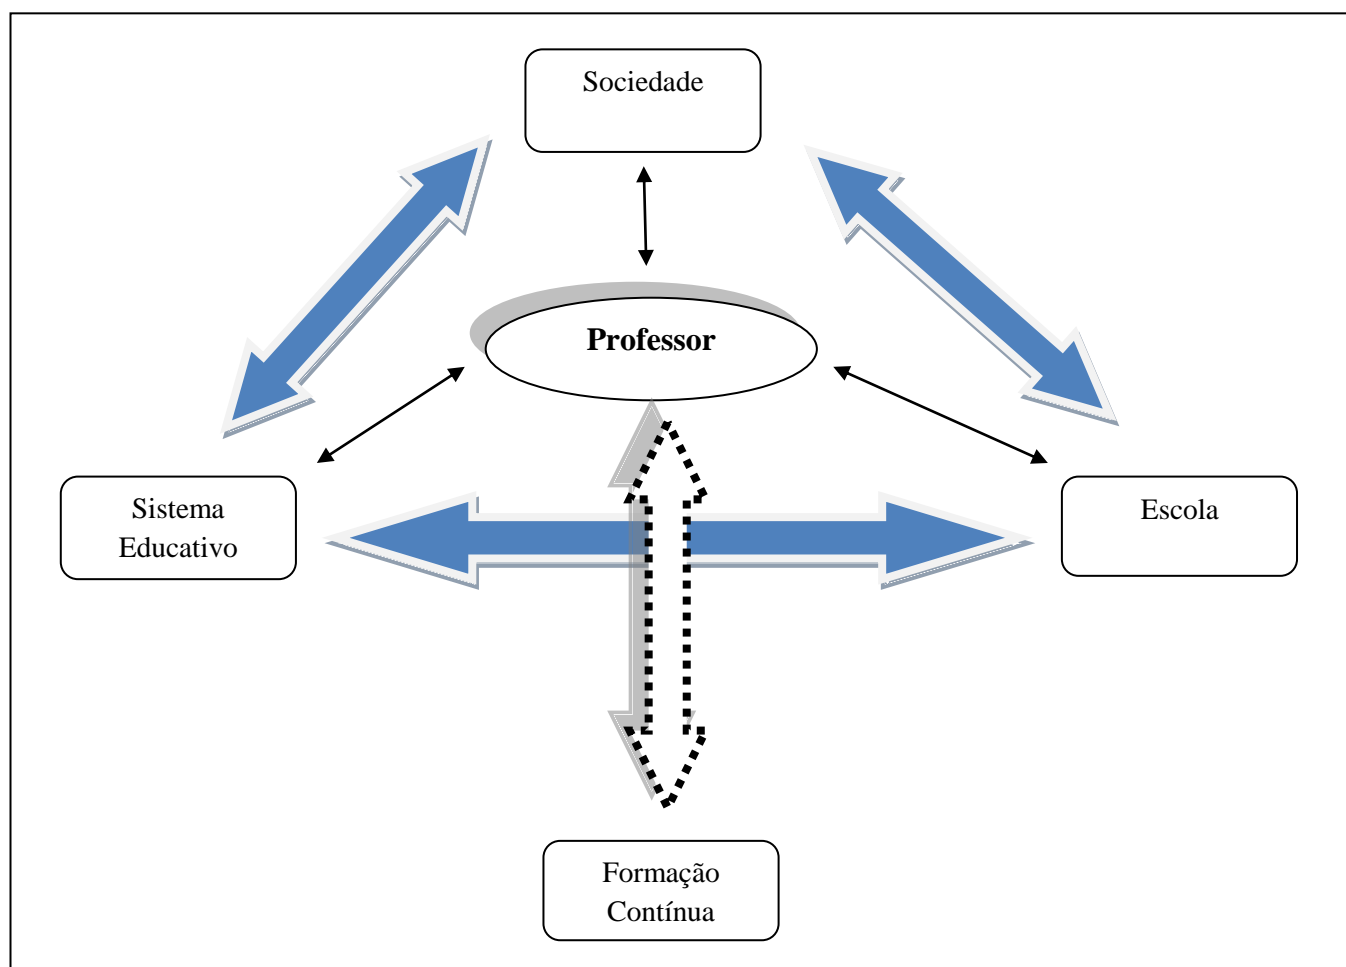 Sociedade
Professor
Sistema
Educativo
Escola
Formação
Contínua